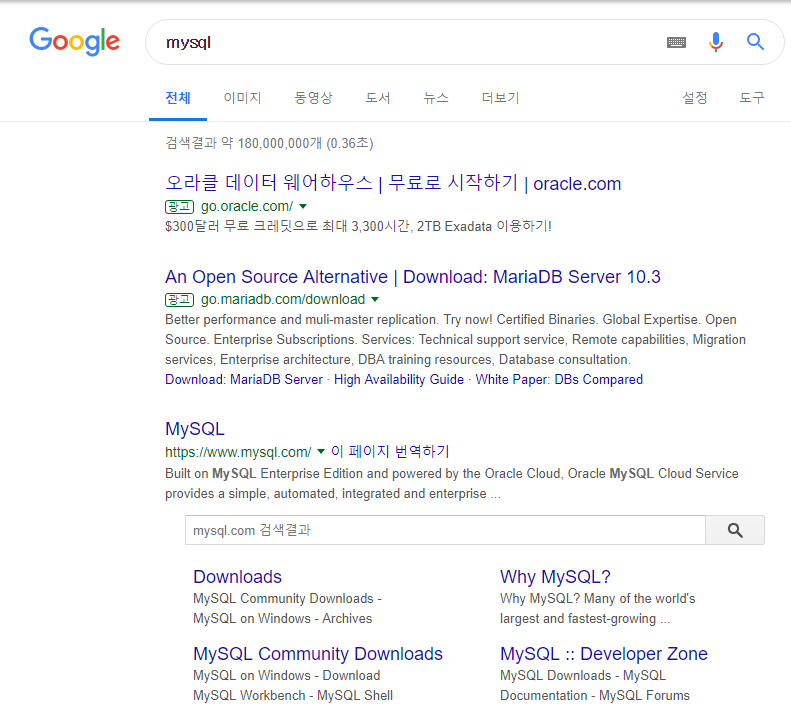 Google
mysql
전체 이미지 동영상 도서 뉴스 더보기 설정 도구
검색결과 약 180,000,000개 (0.36초)
오라클 데이터 웨어하우스 | 무료로 시작하기 | oracle.com
광고 go.oracle.com/
$300달러 무료 크레딧으로 최대 3,300시간, 2TB Exadata 이용하기!
An Open Source Alternative | Download: MariaDB Server 10.3
광고 go.mariadb.com/download
Better performance and muli-master replication. Try now! Certified Binaries. Global Expertise. Open
Source. Enterprise Subscriptions. Services: Technical support service, Remote capabilities, Migration
services, Enterprise architecture, DBA training resources, Database consultation.
Download: MariaDB Server · High Availability Guide · White Paper: DBs Compared
MySQL
https://www.mysql.com/ 이 페이지 번역하기
Built on MySQL Enterprise Edition and powered by the Oracle Cloud, Oracle MySQL Cloud Service
provides a simple, automated, integrated and enterprise ...
mysql.com 검색결과
Downloads
MySQL Community Downloads -
MySQL on Windows - Archives
Why MySQL?
Why MySQL? Many of the world's
largest and fastest-growing ...
MySQL Community Downloads
MySQL on Windows - Download
MySQL Workbench - MySQL Shell
MySQL :: Developer Zone
MySQL Downloads - MySQL
Documentation - MySQL Forums